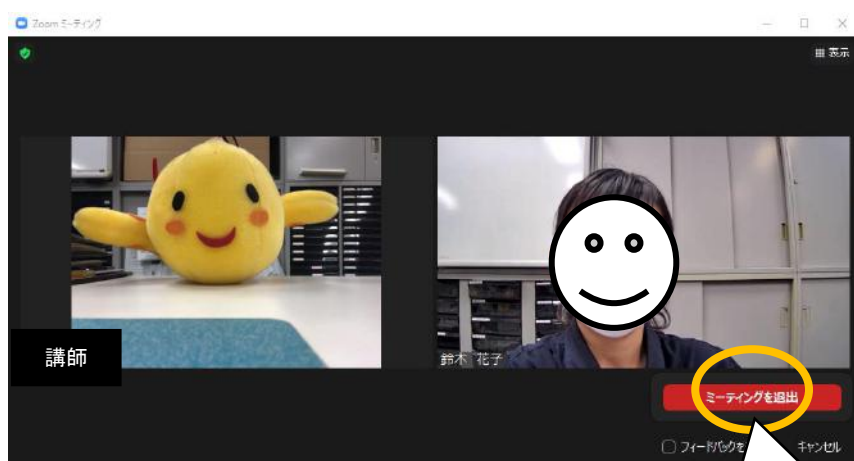 Zoom ミーティング
表示
講師
鈴木 花子
ミーティングを退出
フィードバックを
キャンセル